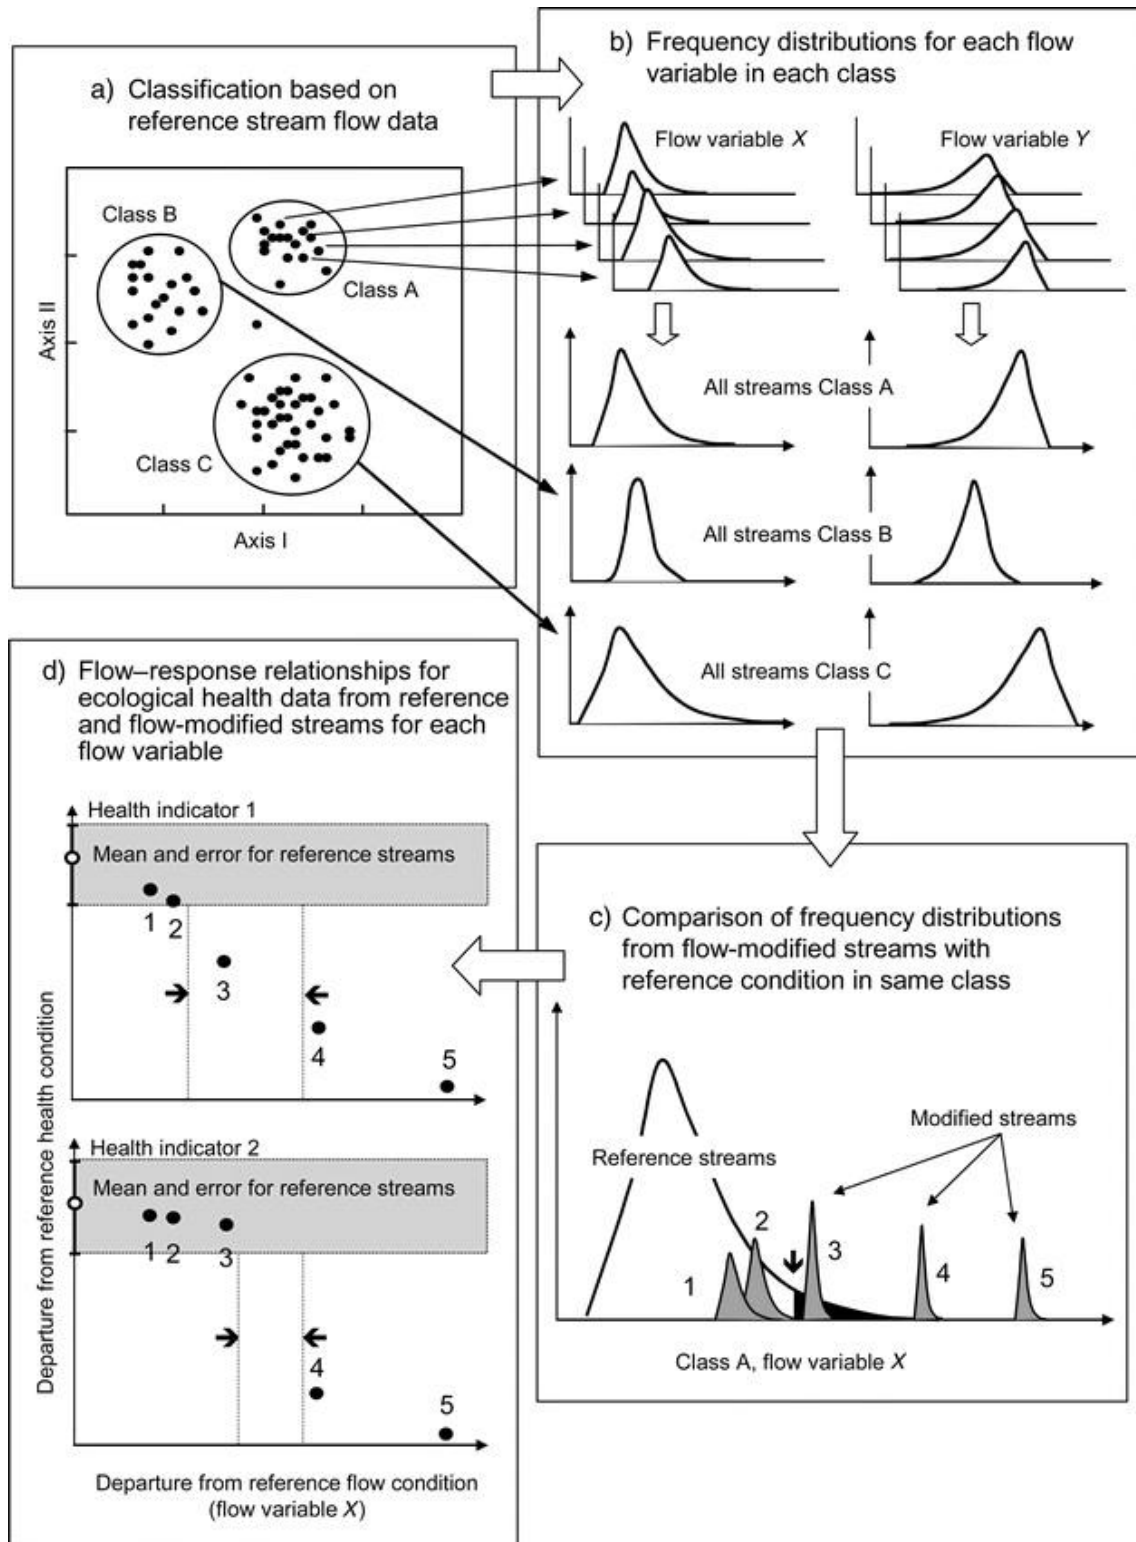 a) Classification based on
reference stream flow data
Class B
Class A
Class C
Axis II
Axis I
b) Frequency distributions for each flow
variable in each class
Flow variable X
Flow variable Y
All streams Class A
All streams Class B
All streams Class C
c) Comparison of frequency distributions
from flow-modified streams with
reference condition in same class
Modified streams
Reference streams
1
2
3
4
5
Class A, flow variable X
d) Flow–response relationships for
ecological health data from reference
and flow-modified streams for each
flow variable
Health indicator 1
Mean and error for reference streams
1
2
3
4
5
Health indicator 2
Mean and error for reference streams
1
2
3
4
5
Departure from reference health condition
Departure from reference flow condition
(flow variable X)